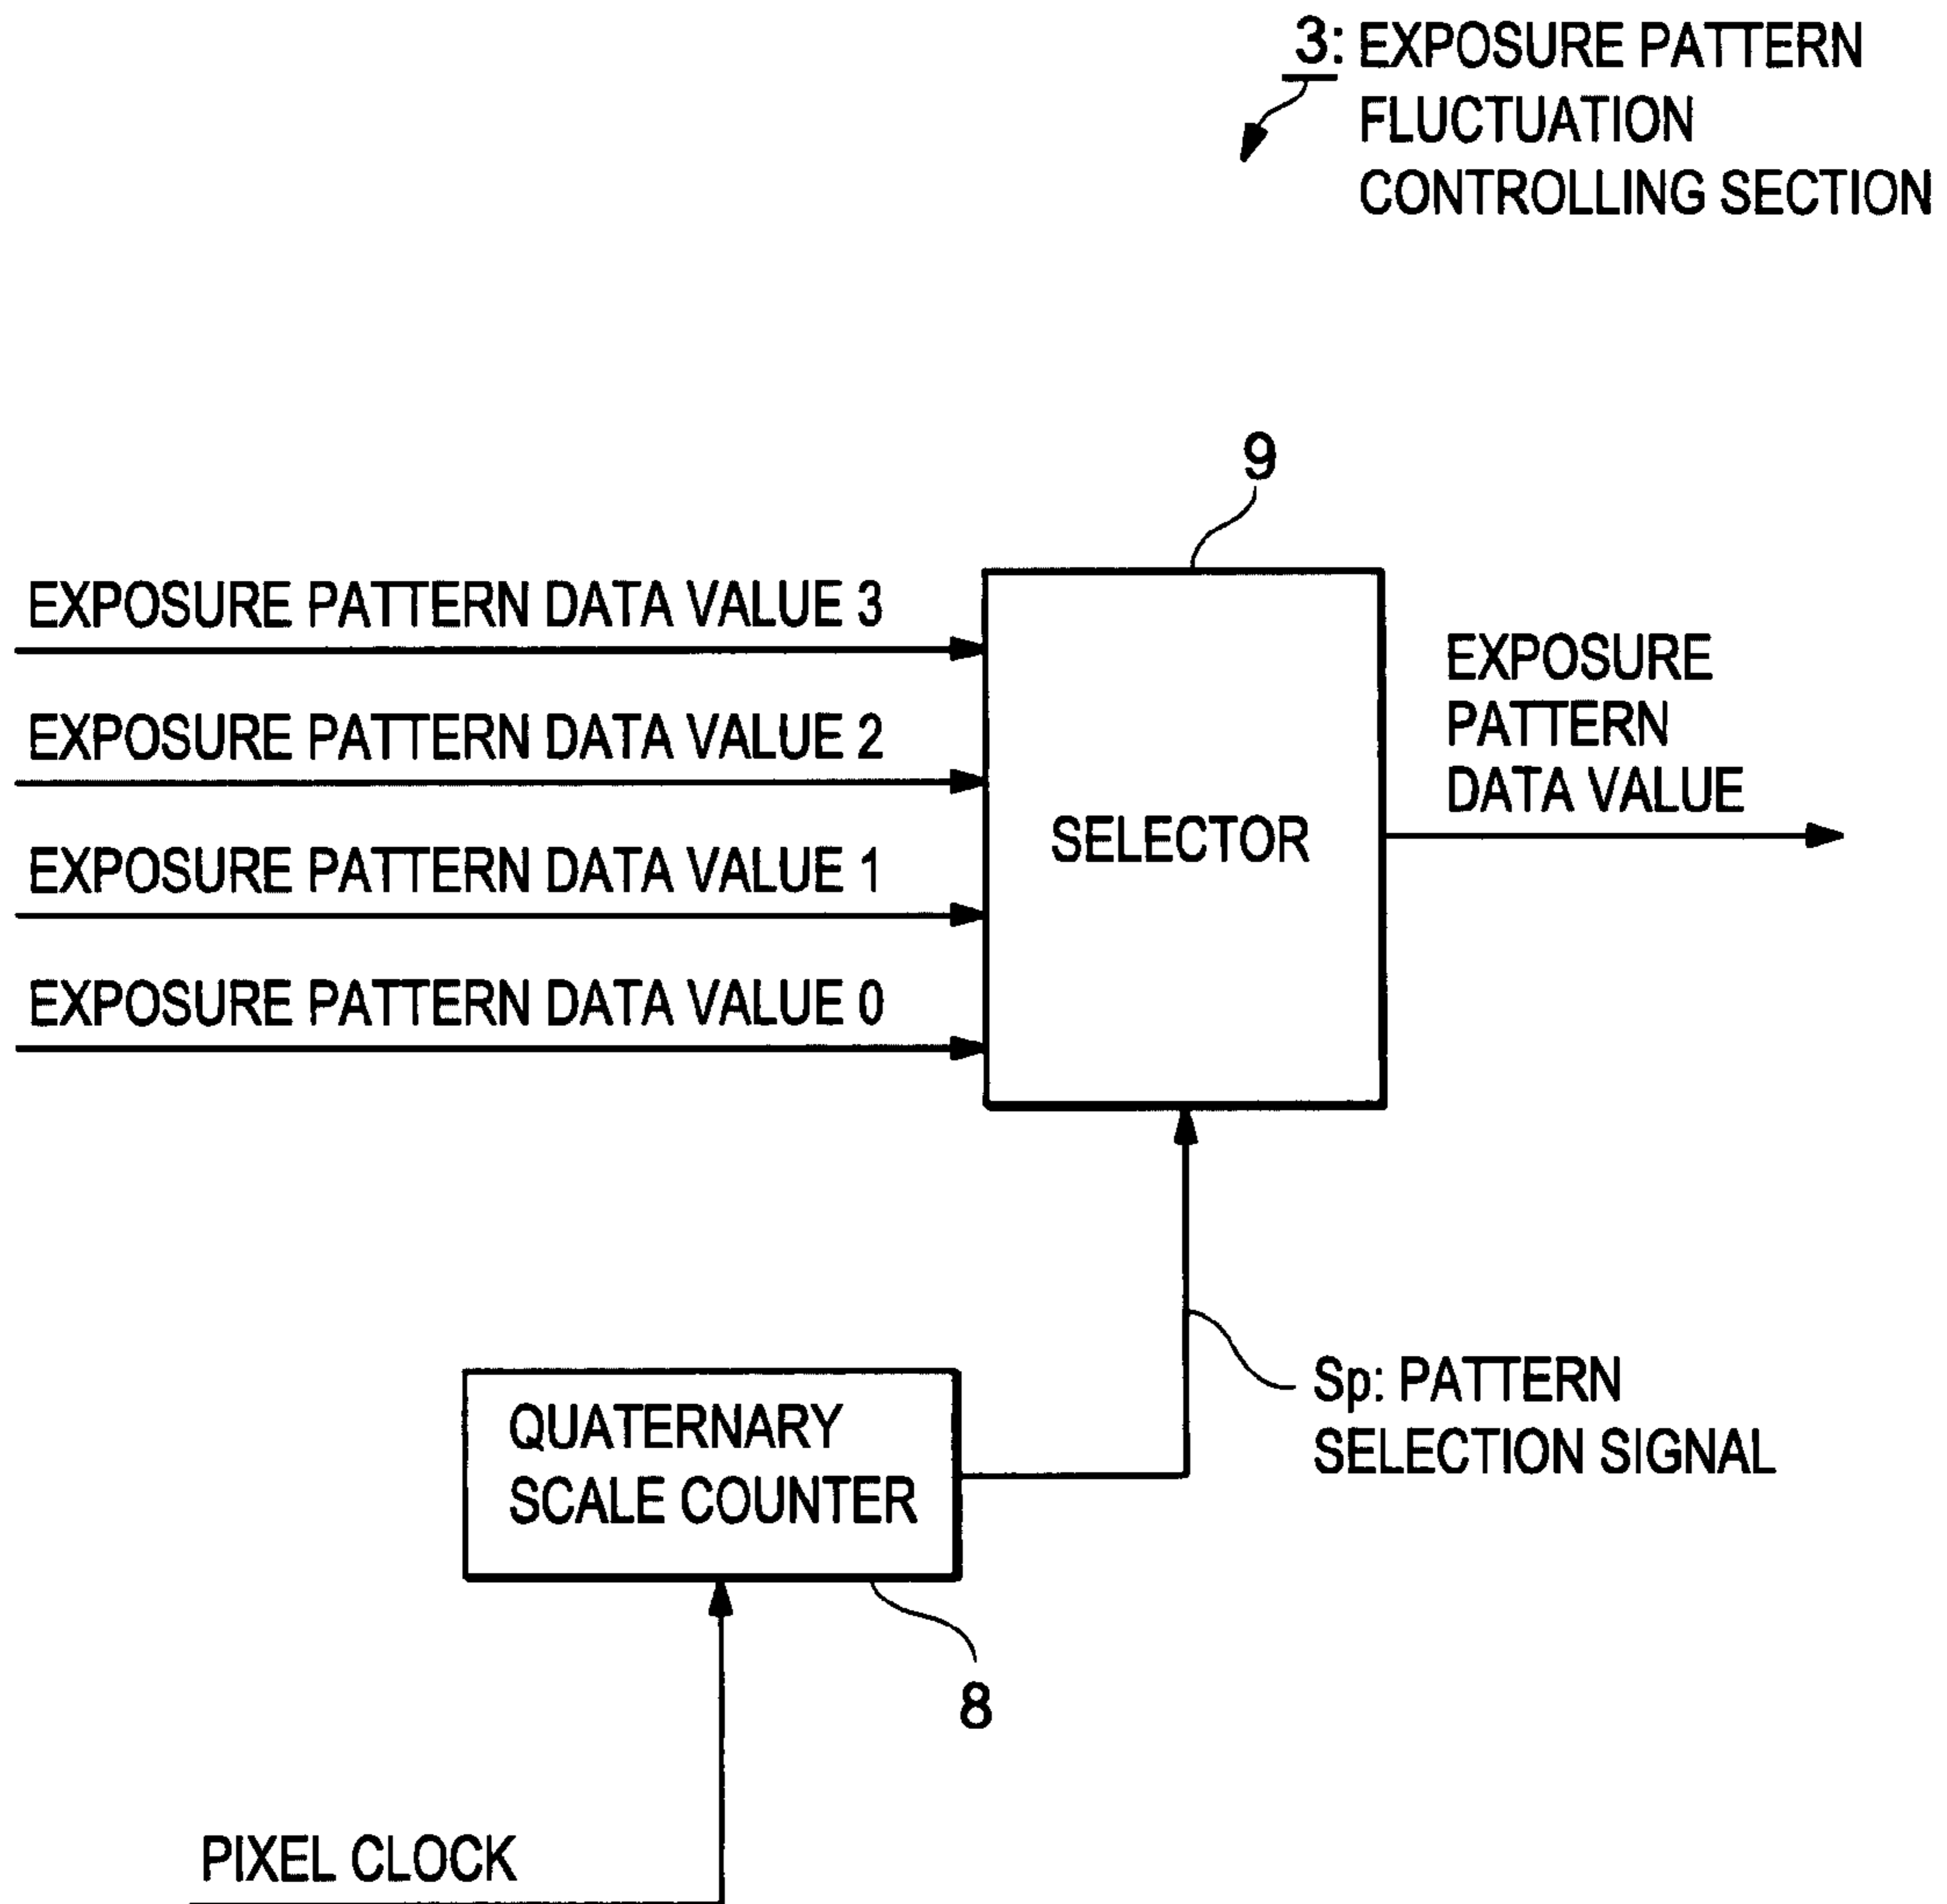 3: EXPOSURE PATTERN
FLUCTUATION
CONTROLLING SECTION
9
EXPOSURE PATTERN DATA VALUE 3
EXPOSURE PATTERN DATA VALUE 2
EXPOSURE PATTERN DATA VALUE 1
EXPOSURE PATTERN DATA VALUE 0
SELECTOR
EXPOSURE
PATTERN
DATA VALUE
Sp: PATTERN
SELECTION SIGNAL
QUATERNARY
SCALE COUNTER
8
PIXEL CLOCK